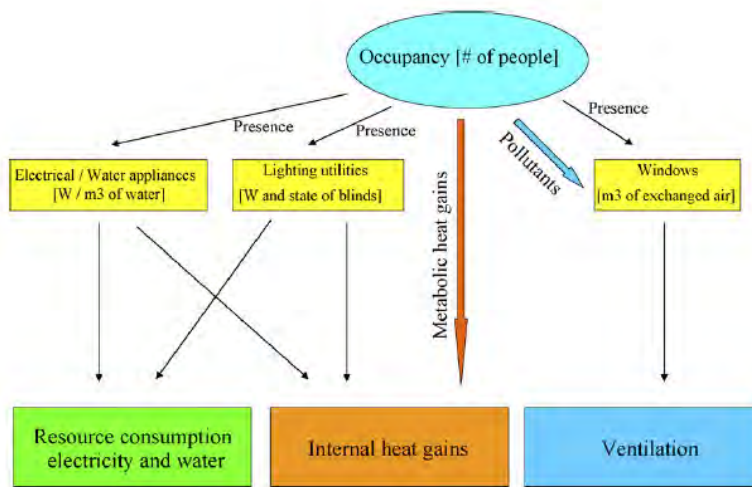 Occupancy [# of people]
Presence
Presence
Presence
Pollutants
Electrical / Water appliances
[W / m3 of water]
Lighting utilities
[W and state of blinds]
Windows
[m3 of exchanged air]
Metabolic heat gains
Resource consumption
electricity and water
Internal heat gains
Ventilation